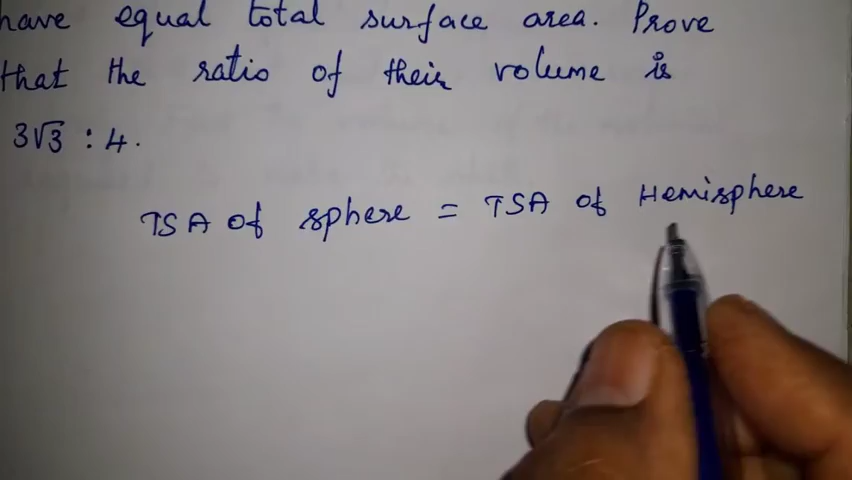 have equal total surface area. Prove
that the ratio of their volume is
3√3 : 4.
TSA of sphere = TSA of Hemisphere